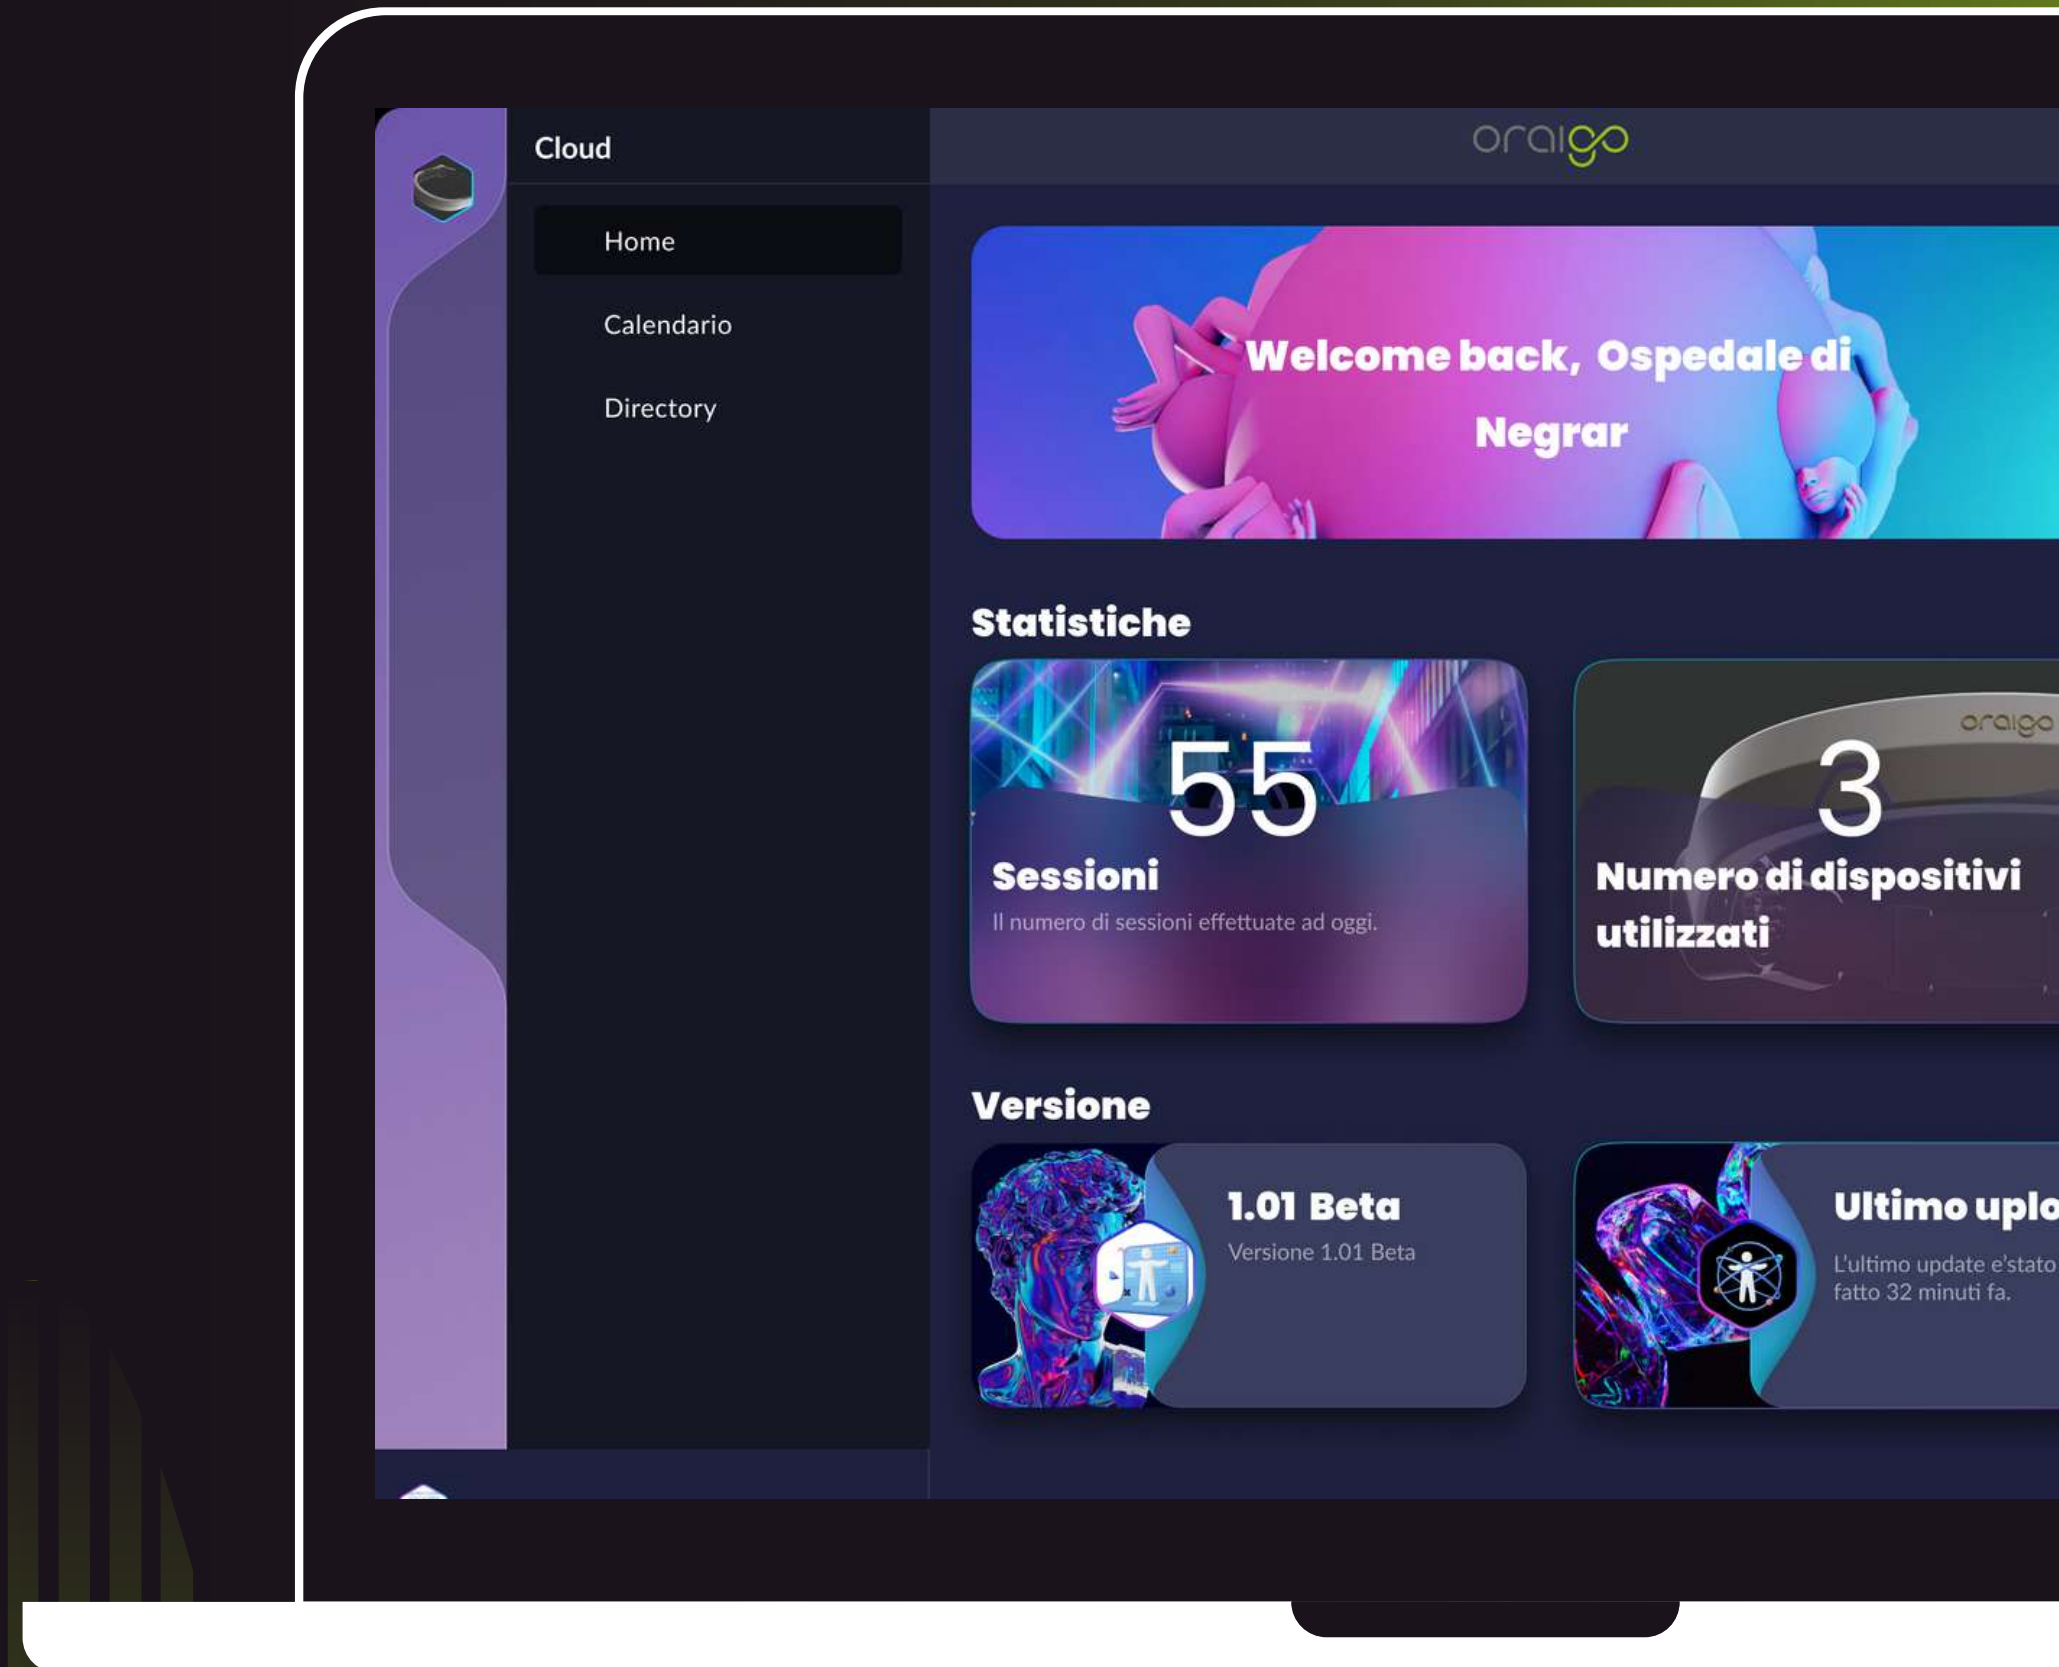 Cloud
Home
Calendario
Directory
oraigo
Welcome back, Ospedale di
Negrar
Statistiche
55
Sessioni
Il numero di sessioni effettuate ad oggi.
oraigo
3
Numero di dispositivi
utilizzati
Versione
1.01 Beta
Versione 1.01 Beta
Ultimo uplo
L'ultimo update e'stato
fatto 32 minuti fa.